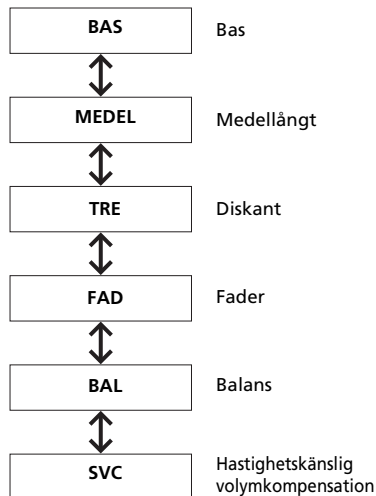 BAS Bas
MEDEL Medellångt
TRE Diskant
FAD Fader
BAL Balans
SVC Hastighetskänslig
volymkompensation